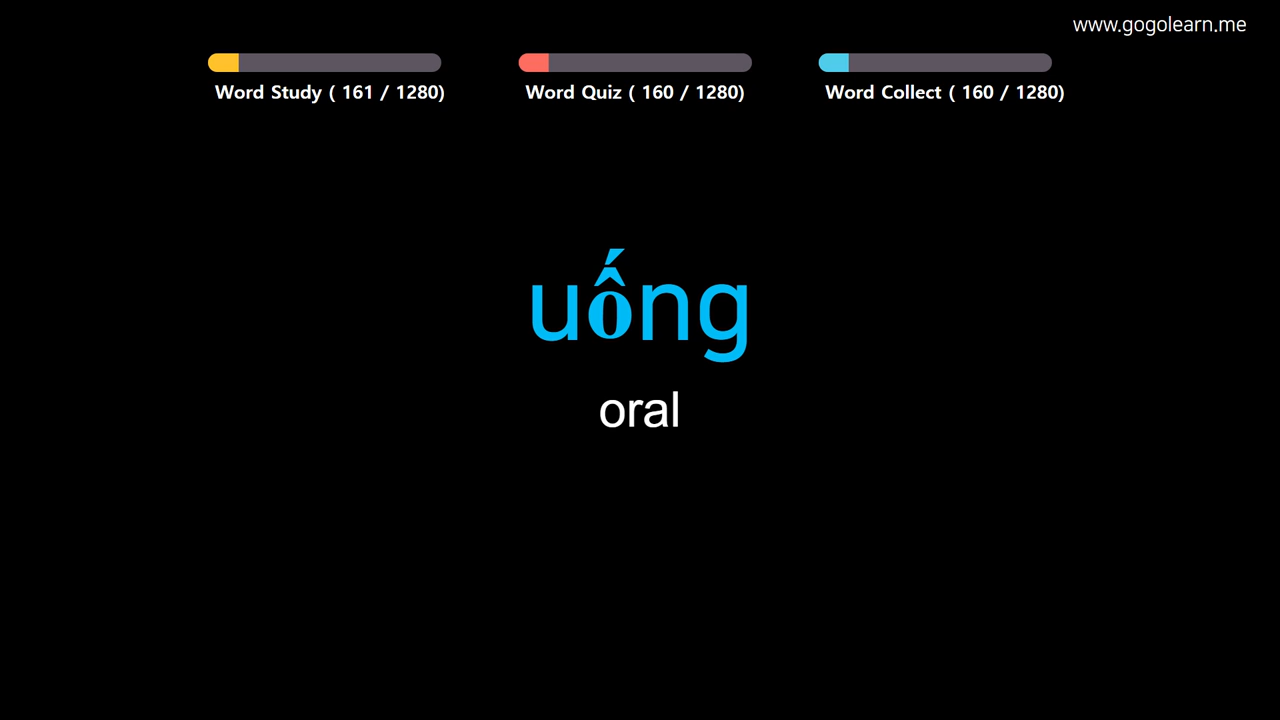 www.gogolearn.me
Word Study ( 161 / 1280)
Word Quiz ( 160 / 1280)
Word Collect ( 160 / 1280)
uống
oral